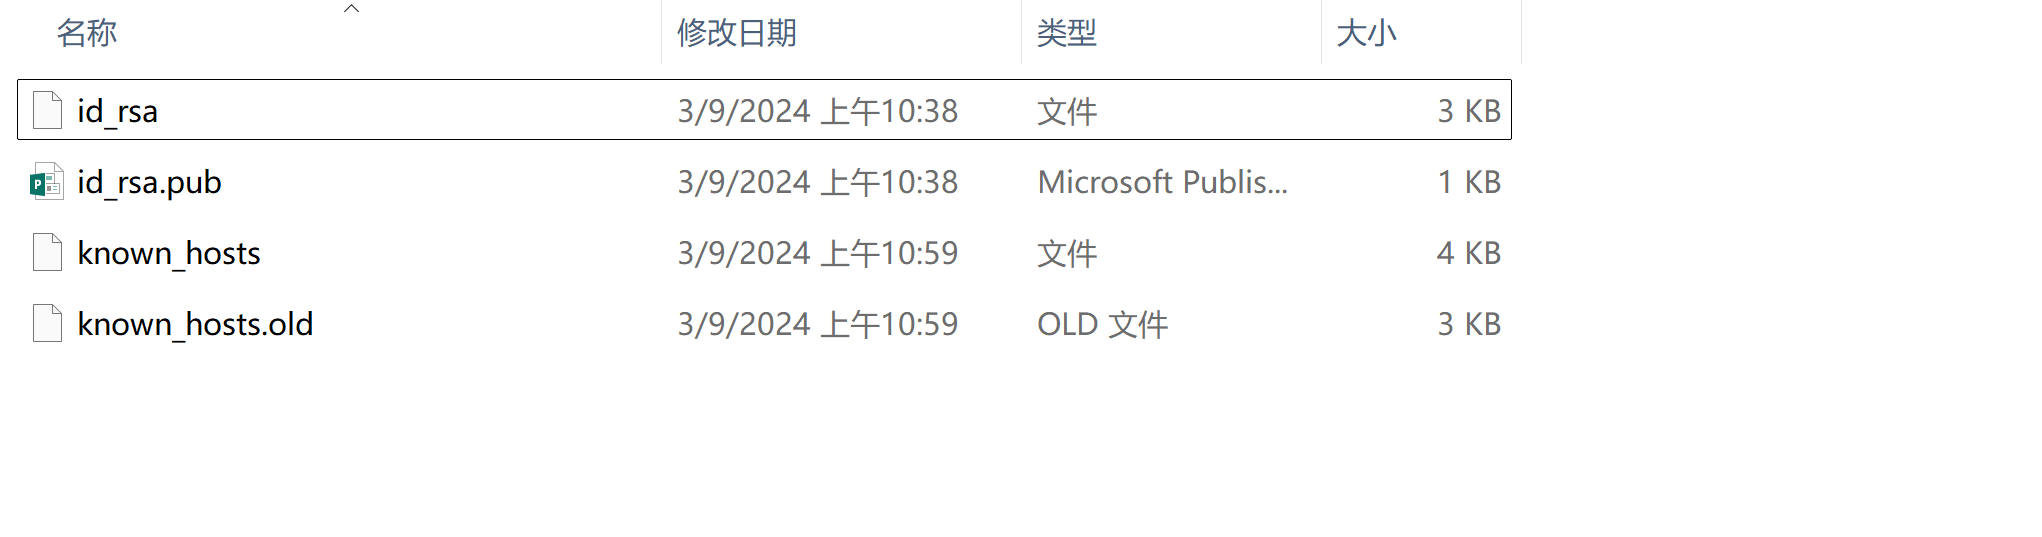 名称 修改日期 类型 大小
id_rsa 3/9/2024 上午10:38 文件 3 KB
id_rsa.pub 3/9/2024 上午10:38 Microsoft Publis... 1 KB
known_hosts 3/9/2024 上午10:59 文件 4 KB
known_hosts.old 3/9/2024 上午10:59 OLD 文件 3 KB